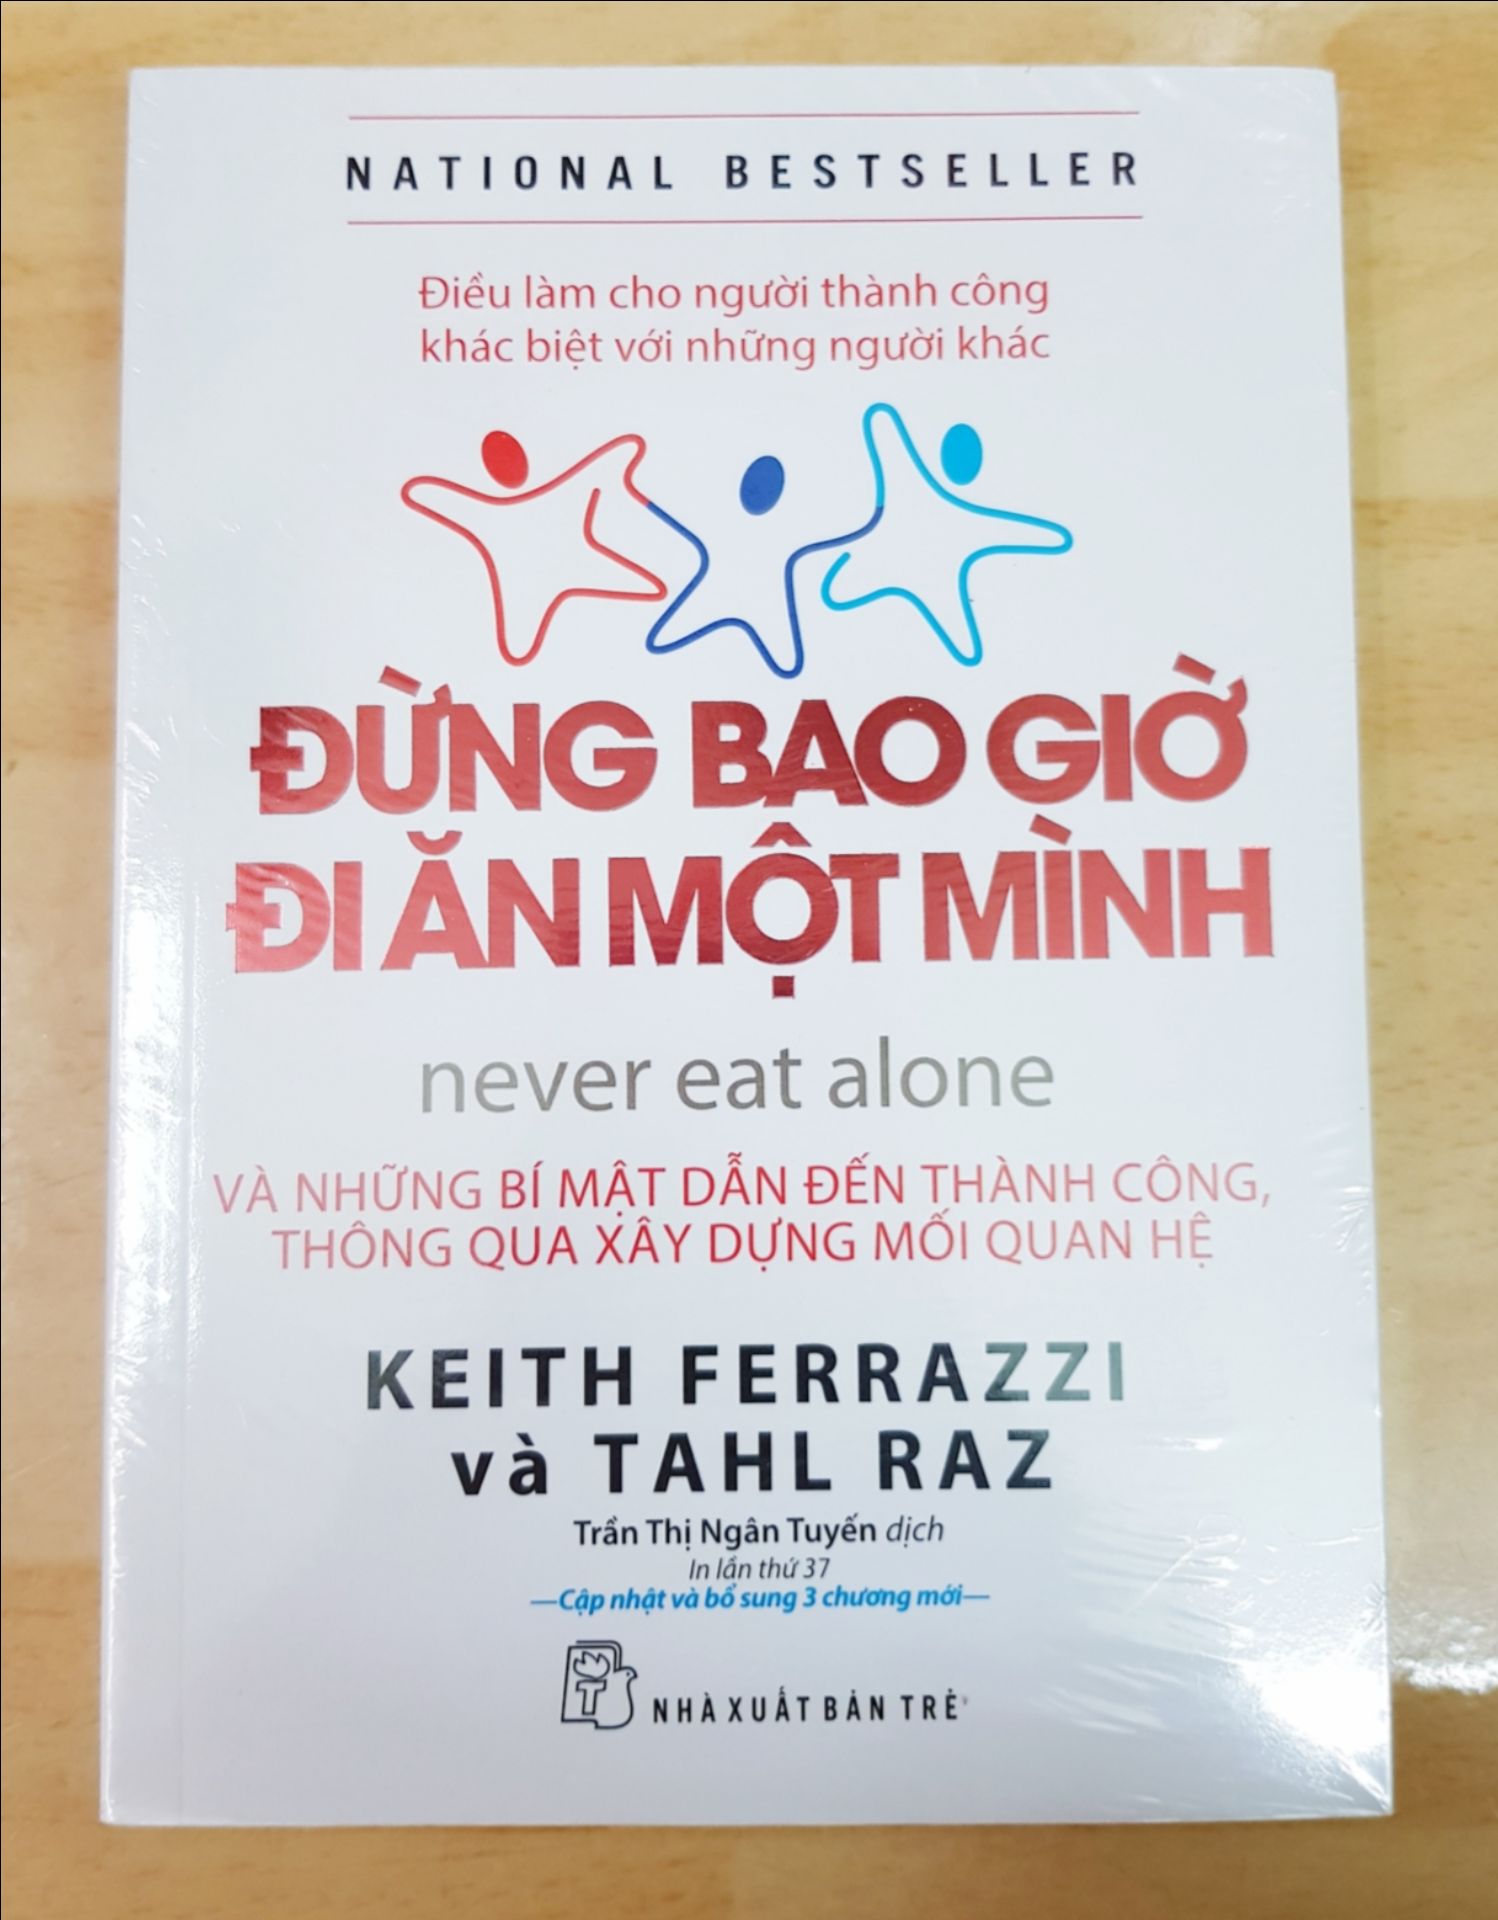 NATIONAL BESTSELLER
Điều làm cho người thành công
khác biệt với những người khác
ĐỪNG BAO GIỜ
ĐI ĂN MỘT MÌNH
never eat alone
VÀ NHỮNG BÍ MẬT DẪN ĐẾN THÀNH CÔNG,
THÔNG QUA XÂY DỰNG MỐI QUAN HỆ
KEITH FERRAZZI
và TAHL RAZ
Trần Thị Ngân Tuyến dịch
In lần thứ 37
—Cập nhật và bổ sung 3 chương mới—
T
NHÀ XUẤT BẢN TRẺ